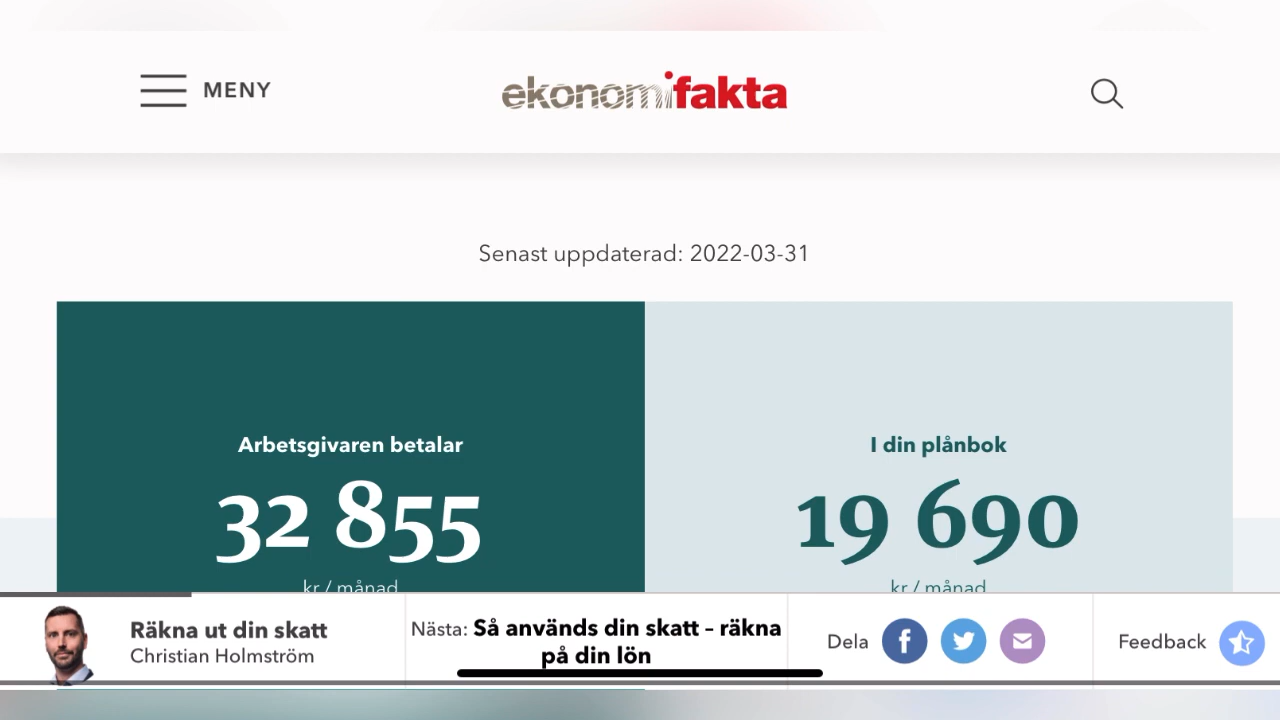 MENY
ekonomifakta
Senast uppdaterad: 2022-03-31
Arbetsgivaren betalar
32 855
kr / månad
I din plånbok
19 690
kr / månad
Räkna ut din skatt
Christian Holmström
Nästa: Så används din skatt – räkna
på din lön
Dela
Feedback